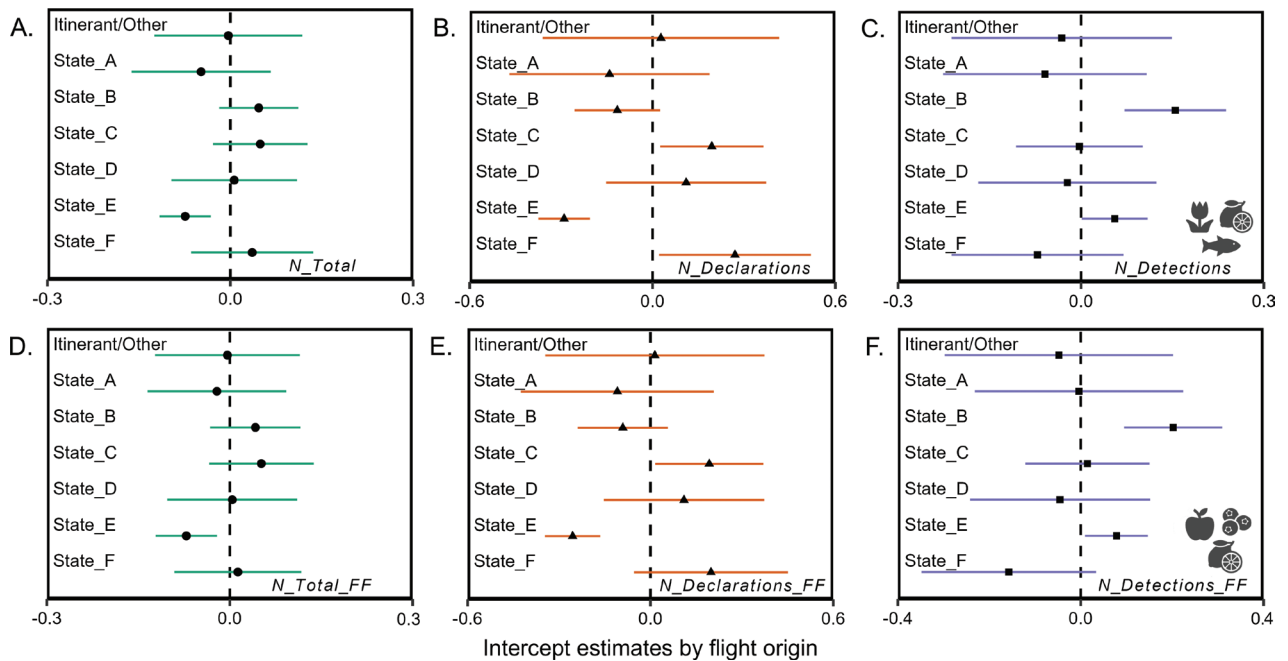 A.
Itinerant/Other
State_A
State_B
State_C
State_D
State_E
State_F
N_Total
-0.3 0.0 0.3
B.
Itinerant/Other
State_A
State_B
State_C
State_D
State_E
State_F
N_Declarations
-0.6 0.0 0.6
C.
Itinerant/Other
State_A
State_B
State_C
State_D
State_E
State_F
N_Detections
-0.3 0.0 0.3
D.
Itinerant/Other
State_A
State_B
State_C
State_D
State_E
State_F
N_Total_FF
-0.3 0.0 0.3
E.
Itinerant/Other
State_A
State_B
State_C
State_D
State_E
State_F
N_Declarations_FF
-0.6 0.0 0.6
F.
Itinerant/Other
State_A
State_B
State_C
State_D
State_E
State_F
N_Detections_FF
-0.4 0.0 0.4
Intercept estimates by flight origin